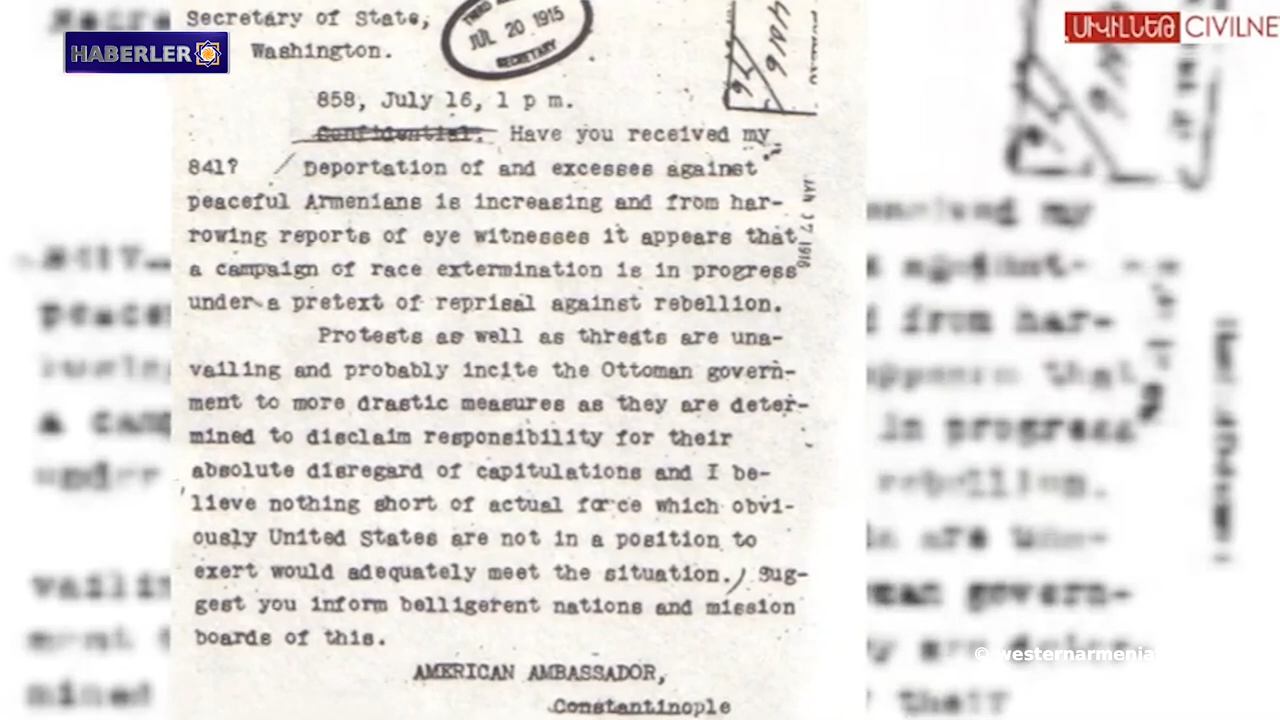 HABERLER
ՍԻՎԻԼՆԵԹ CIVILNE
Secretary of State,
Washington.
JUL 20 1915
SECRETARY
858, July 16, 1 p m.
Confidential. Have you received my
841? Deportation of and excesses against
peaceful Armenians is increasing and from har-
rowing reports of eye witnesses it appears that
a campaign of race extermination is in progress
under a pretext of reprisal against rebellion.
Protests as well as threats are una-
vailing and probably incite the Ottoman govern-
ment to more drastic measures as they are deter-
mined to disclaim responsibility for their
absolute disregard of capitulations and I be-
lieve nothing short of actual force which obvi-
ously United States are not in a position to
exert would adequately meet the situation. Sug-
gest you inform belligerent nations and mission
boards of this.
AMERICAN AMBASSADOR,
Constantinople
© westernarmenia